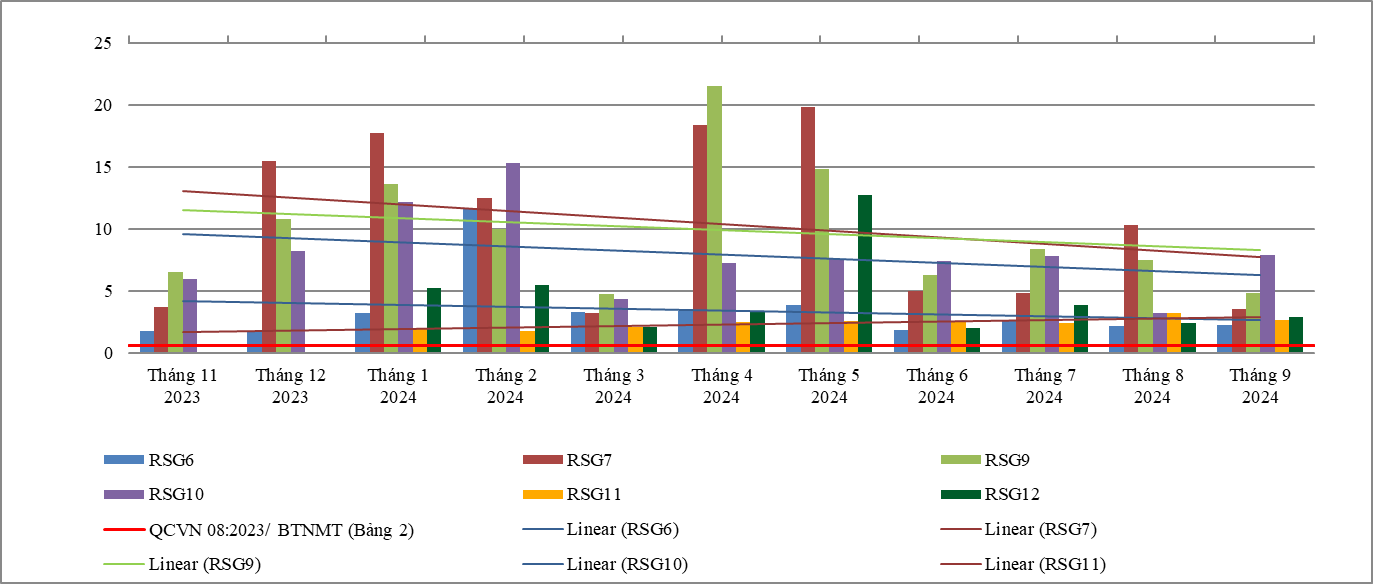 25
20
15
10
5
0
Tháng 11 Tháng 12 Tháng 1 Tháng 2 Tháng 3 Tháng 4 Tháng 5 Tháng 6 Tháng 7 Tháng 8 Tháng 9
2023 2023 2024 2024 2024 2024 2024 2024 2024 2024 2024
RSG6 RSG7 RSG9
RSG10 RSG11 RSG12
QCVN 08:2023/ BTNMT (Bảng 2) Linear (RSG6) Linear (RSG7)
Linear (RSG9) Linear (RSG10) Linear (RSG11)